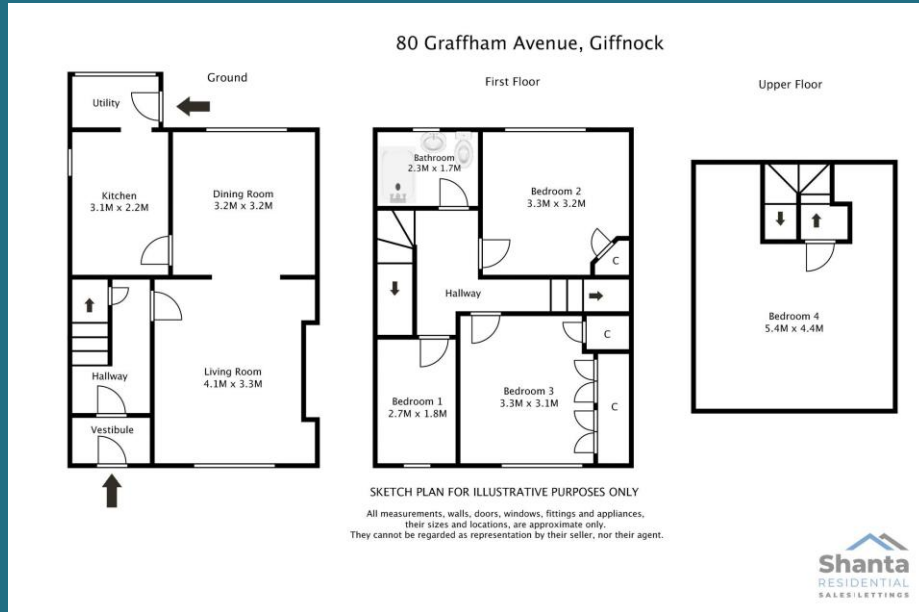 80 Graffham Avenue, Giffnock
Ground
First Floor
Upper Floor
Utility
Kitchen
3.1M x 2.2M
Dining Room
3.2M x 3.2M
Living Room
4.1M x 3.3M
Hallway
Vestibule
Bathroom
2.3M x 1.7M
Bedroom 2
3.3M x 3.2M
C
Hallway
C
Bedroom 1
2.7M x 1.8M
Bedroom 3
3.3M x 3.1M
C
Bedroom 4
5.4M x 4.4M
SKETCH PLAN FOR ILLUSTRATIVE PURPOSES ONLY
All measurements, walls, doors, windows, fittings and appliances,
their sizes and locations, are approximate only.
They cannot be regarded as representation by their seller, nor their agent.
Shanta
RESIDENTIAL
SALES|LETTINGS